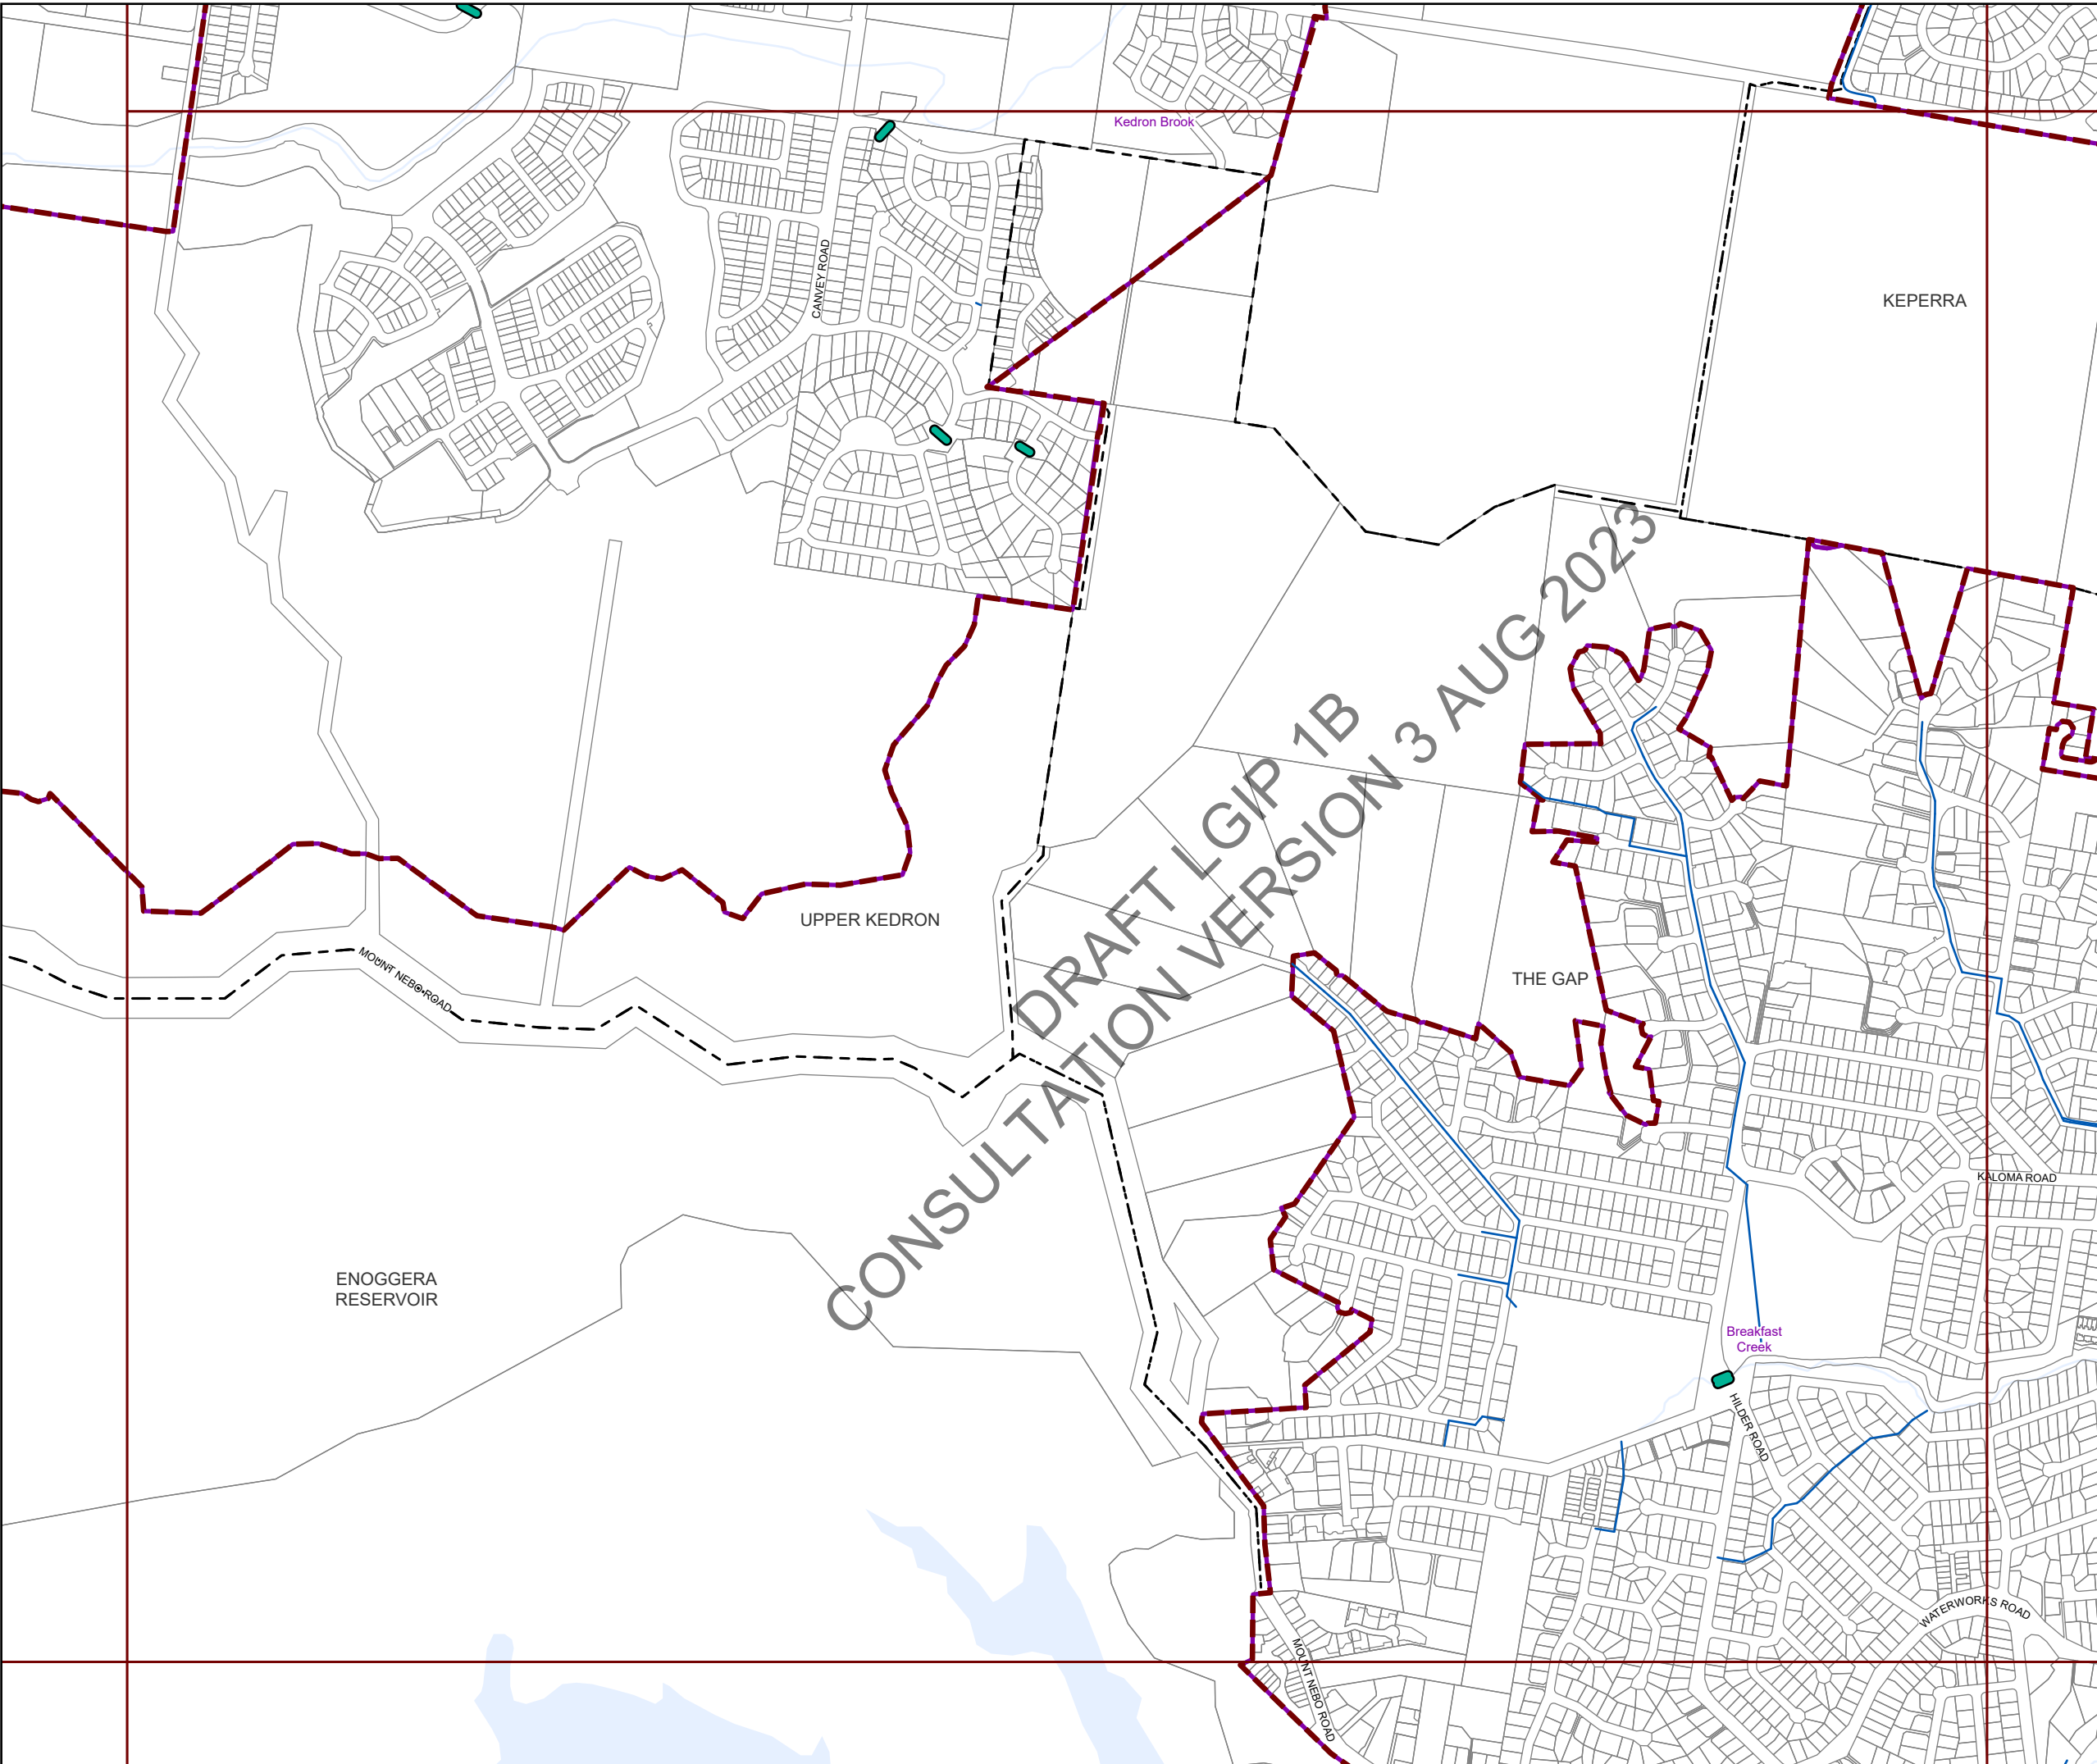 Kedron Brook
CANVEY ROAD
KEPERRA
UPPER KEDRON
MOUNT NEBO ROAD
THE GAP
DRAFT LGIP 1B
CONSULTATION VERSION 3 AUG 2023
KALOMA ROAD
ENOGGERA
RESERVOIR
Breakfast
Creek
HILDER ROAD
WATERWORKS ROAD
MOUNT NEBO ROAD